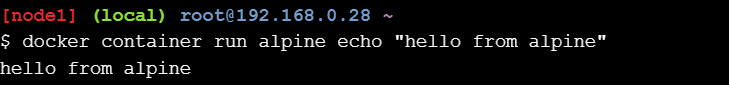 [node1] (local) root@192.168.0.28 ~
$ docker container run alpine echo "hello from alpine"
hello from alpine